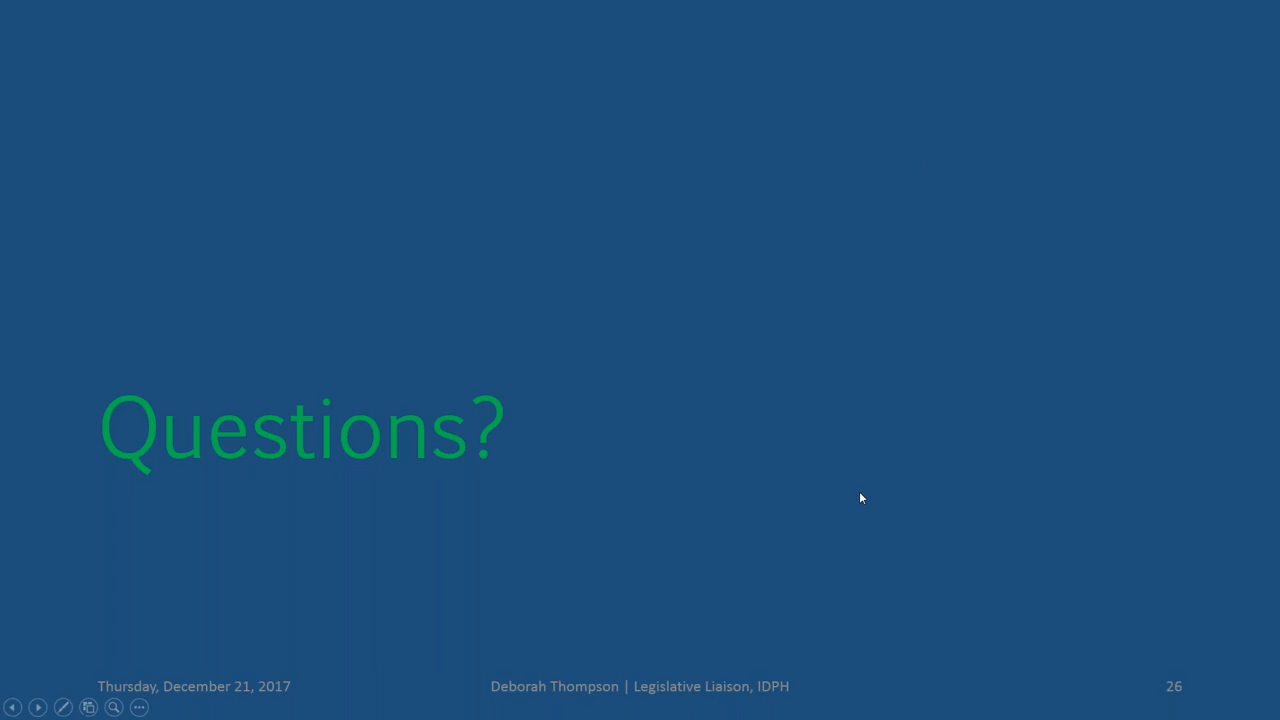 Questions?
Thursday, December 21, 2017
Deborah Thompson | Legislative Liaison, IDPH
26